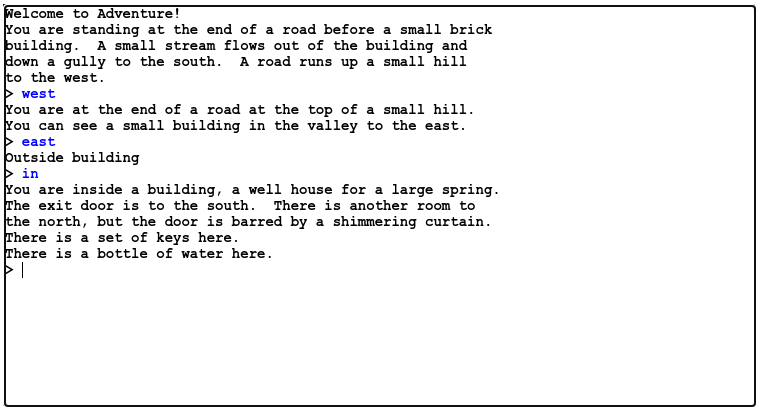 Welcome to Adventure!
You are standing at the end of a road before a small brick
building.  A small stream flows out of the building and
down a gully to the south.  A road runs up a small hill
to the west.
> west
You are at the end of a road at the top of a small hill.
You can see a small building in the valley to the east.
> east
Outside building
> in
You are inside a building, a well house for a large spring.
The exit door is to the south.  There is another room to
the north, but the door is barred by a shimmering curtain.
There is a set of keys here.
There is a bottle of water here.
>